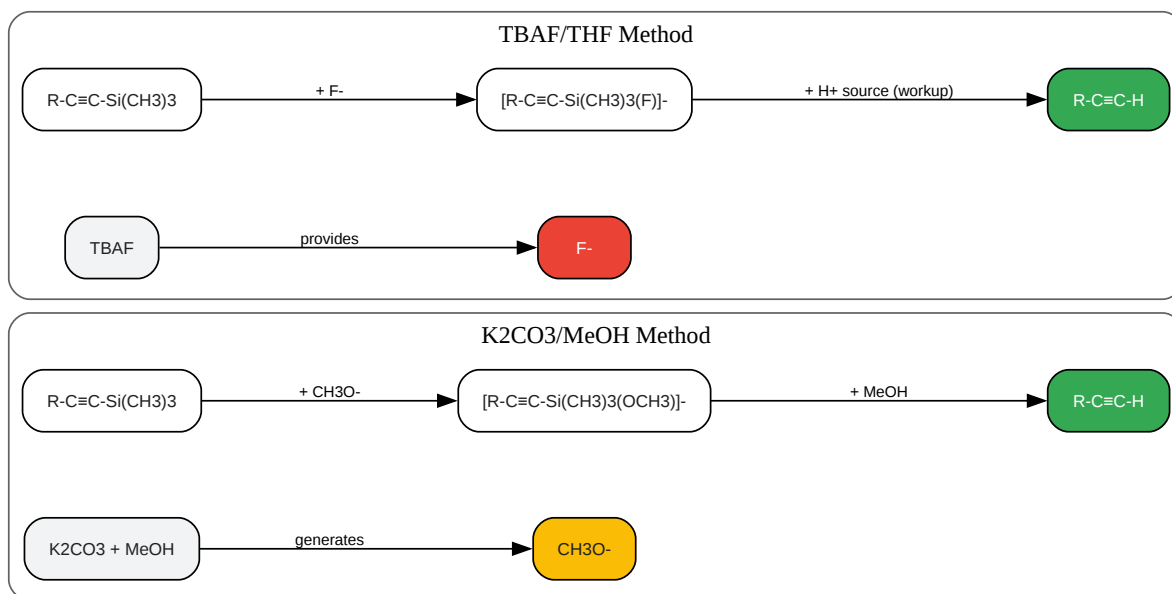 TBAF/THF Method
R-C≡C-Si(CH3)3
+ F-
[R-C≡C-Si(CH3)3(F)]-
+ H+ source (workup)
R-C≡C-H
TBAF
provides
F-
K2CO3/MeOH Method
R-C≡C-Si(CH3)3
+ CH3O-
[R-C≡C-Si(CH3)3(OCH3)]-
+ MeOH
R-C≡C-H
K2CO3 + MeOH
generates
CH3O-